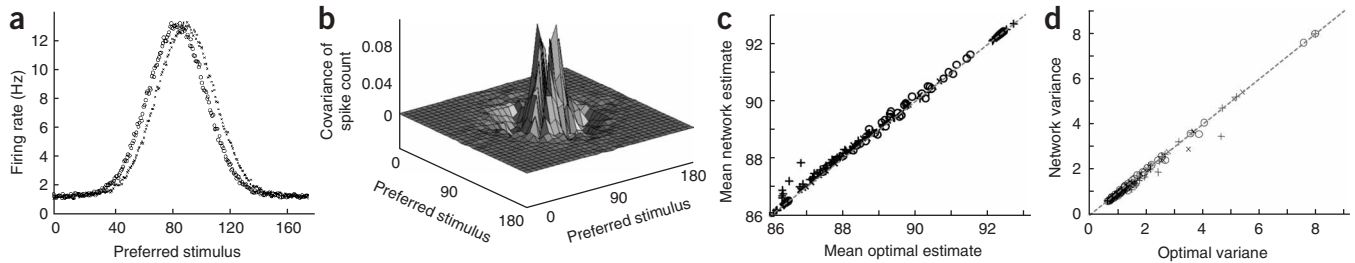 a
Firing rate (Hz)
12
10
8
6
4
2
0
0 40 80 120 160
Preferred stimulus
b
Covariance of
spike count
0.08
0.04
0
0
90
180
Preferred stimulus
0
90
180
Preferred stimulus
c
Mean network estimate
92
90
88
86
86 88 90 92
Mean optimal estimate
d
Network variance
8
6
4
2
0
0 2 4 6 8
Optimal variane